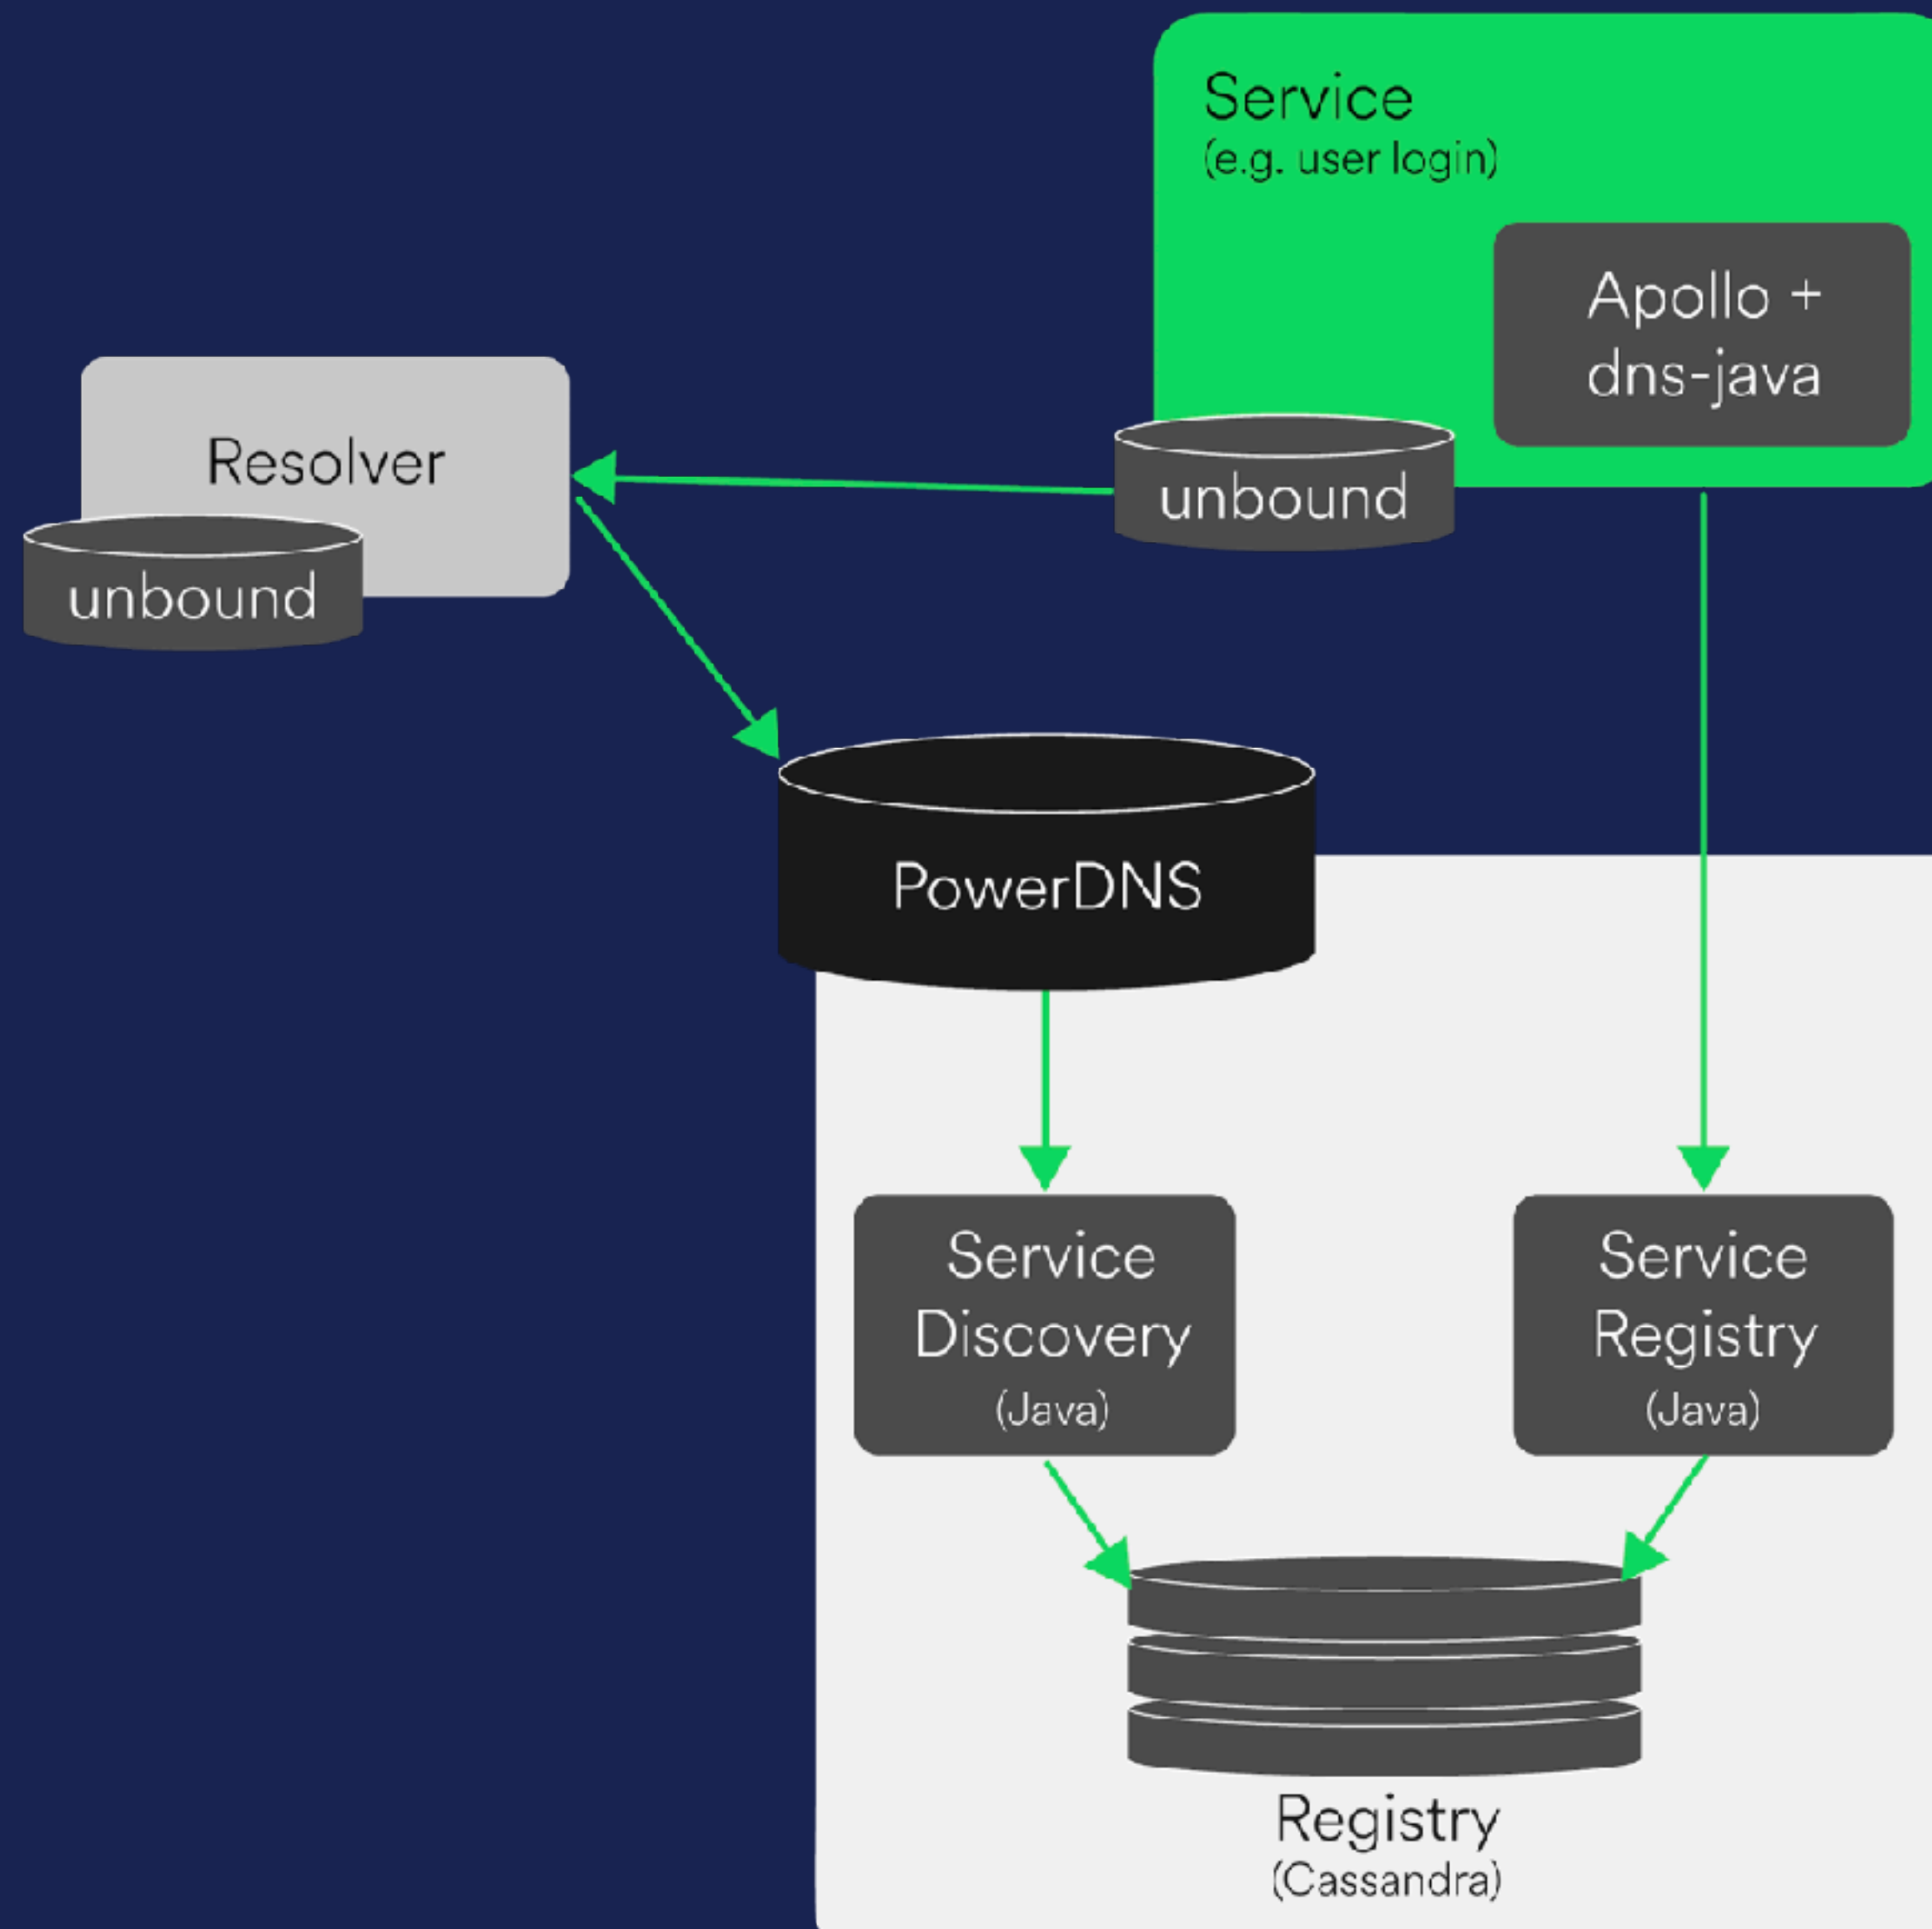 Service
(e.g. user login)
Apollo +
dns-java
Resolver
unbound
unbound
PowerDNS
Service
Discovery
(Java)
Service
Registry
(Java)
Registry
(Cassandra)